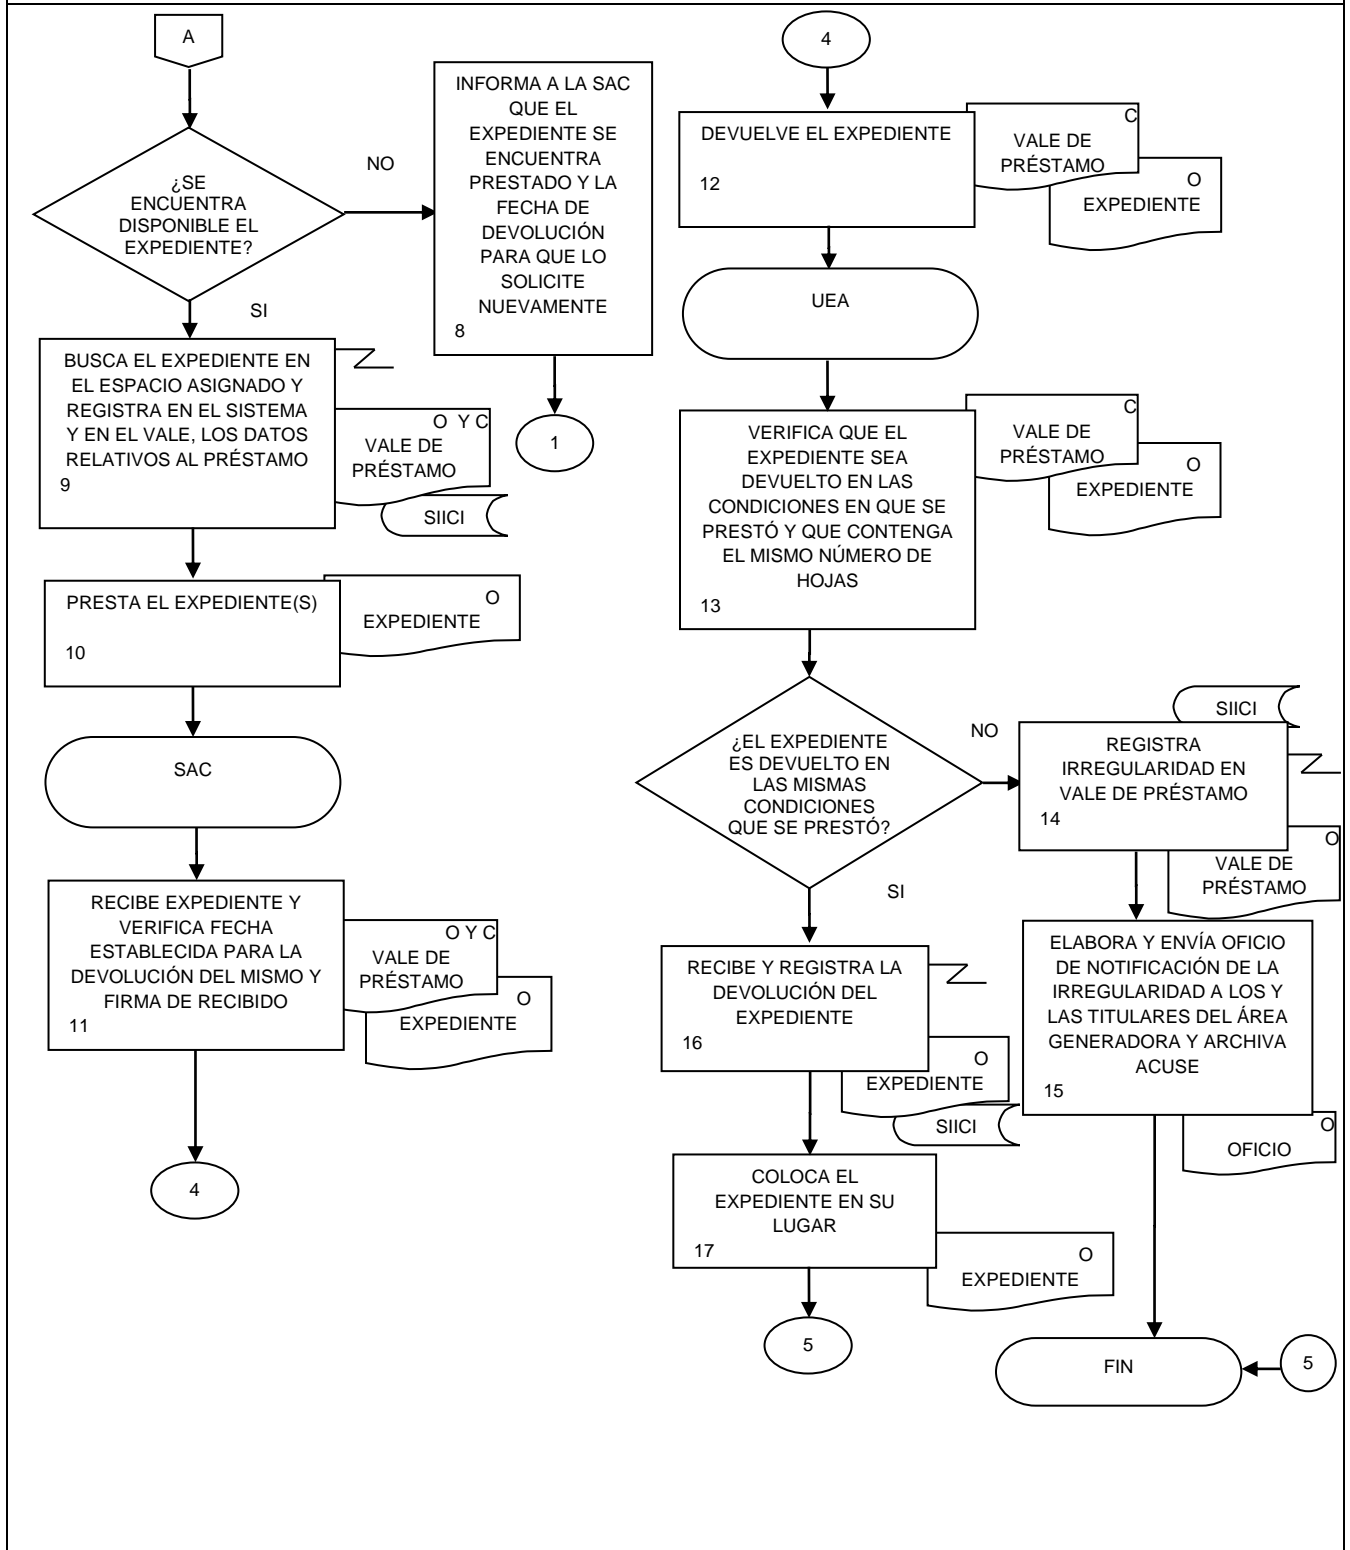 A
¿SE
ENCUENTRA
DISPONIBLE EL
EXPEDIENTE?
NO
SI
INFORMA A LA SAC
QUE EL
EXPEDIENTE SE
ENCUENTRA
PRESTADO Y LA
FECHA DE
DEVOLUCIÓN
PARA QUE LO
SOLICITE
NUEVAMENTE
8
1
BUSCA EL EXPEDIENTE EN
EL ESPACIO ASIGNADO Y
REGISTRA EN EL SISTEMA
Y EN EL VALE, LOS DATOS
RELATIVOS AL PRÉSTAMO
9
O Y C
VALE DE
PRÉSTAMO
SIICI
PRESTA EL EXPEDIENTE(S)
10
O
EXPEDIENTE
SAC
RECIBE EXPEDIENTE Y
VERIFICA FECHA
ESTABLECIDA PARA LA
DEVOLUCIÓN DEL MISMO Y
FIRMA DE RECIBIDO
11
O Y C
VALE DE
PRÉSTAMO
O
EXPEDIENTE
4
4
DEVUELVE EL EXPEDIENTE
12
C
VALE DE
PRÉSTAMO
O
EXPEDIENTE
UEA
VERIFICA QUE EL
EXPEDIENTE SEA
DEVUELTO EN LAS
CONDICIONES EN QUE SE
PRESTÓ Y QUE CONTENGA
EL MISMO NÚMERO DE
HOJAS
13
C
VALE DE
PRÉSTAMO
O
EXPEDIENTE
¿EL EXPEDIENTE
ES DEVUELTO EN
LAS MISMAS
CONDICIONES
QUE SE PRESTÓ?
NO
SI
SIICI
REGISTRA
IRREGULARIDAD EN
VALE DE PRÉSTAMO
14
O
VALE DE
PRÉSTAMO
ELABORA Y ENVÍA OFICIO
DE NOTIFICACIÓN DE LA
IRREGULARIDAD A LOS Y
LAS TITULARES DEL ÁREA
GENERADORA Y ARCHIVA
ACUSE
15
O
OFICIO
RECIBE Y REGISTRA LA
DEVOLUCIÓN DEL
EXPEDIENTE
16
O
EXPEDIENTE
SIICI
COLOCA EL
EXPEDIENTE EN SU
LUGAR
17
O
EXPEDIENTE
5
FIN
5